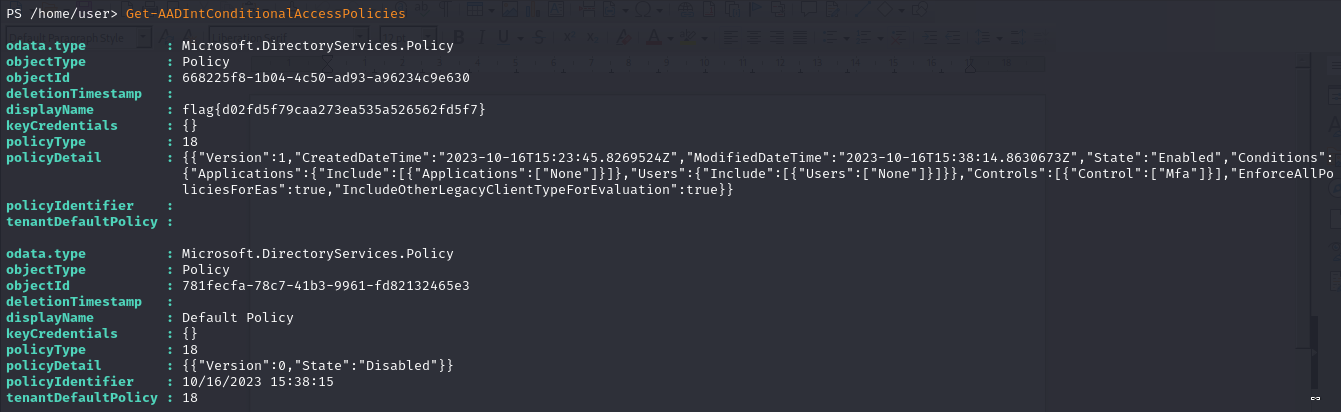 PS /home/user> Get-AADIntConditionalAccessPolicies
odata.type : Microsoft.DirectoryServices.Policy
objectType : Policy
objectId : 668225f8-1b04-4c50-ad93-a96234c9e630
deletionTimestamp :
displayName : flag{d02fd5f79caa273ea535a526562fd5f7}
keyCredentials : {}
policyType : 18
policyDetail : {{"Version":1,"CreatedDateTime":"2023-10-16T15:23:45.8269524Z","ModifiedDateTime":"2023-10-16T15:38:14.8630673Z","State":"Enabled","Conditions":
{"Applications":{"Include":[{"Applications":["None"]}]},"Users":{"Include":[{"Users":["None"]}]}},"Controls":[{"Control":["Mfa"]}],"EnforceAllPo
liciesForEas":true,"IncludeOtherLegacyClientTypeForEvaluation":true}}
policyIdentifier :
tenantDefaultPolicy :
odata.type : Microsoft.DirectoryServices.Policy
objectType : Policy
objectId : 781fecfa-78c7-41b3-9961-fd82132465e3
deletionTimestamp :
displayName : Default Policy
keyCredentials : {}
policyType : 18
policyDetail : {{"Version":0,"State":"Disabled"}}
policyIdentifier : 10/16/2023 15:38:15
tenantDefaultPolicy : 18